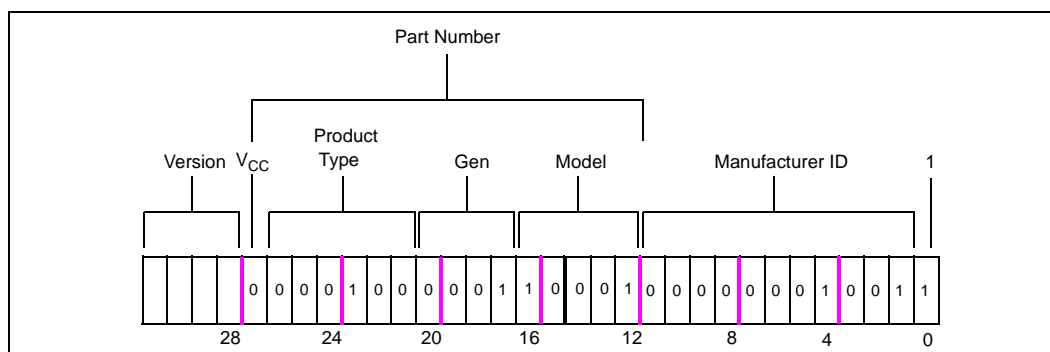 Part Number
Product
Version VCC Type Gen Model Manufacturer ID 1
0 0 0 0 1 0 0 0 0 0 1 1 0 0 0 1 0 0 0 0 0 0 0 1 0 0 1 1
28 24 20 16 12 8 4 0